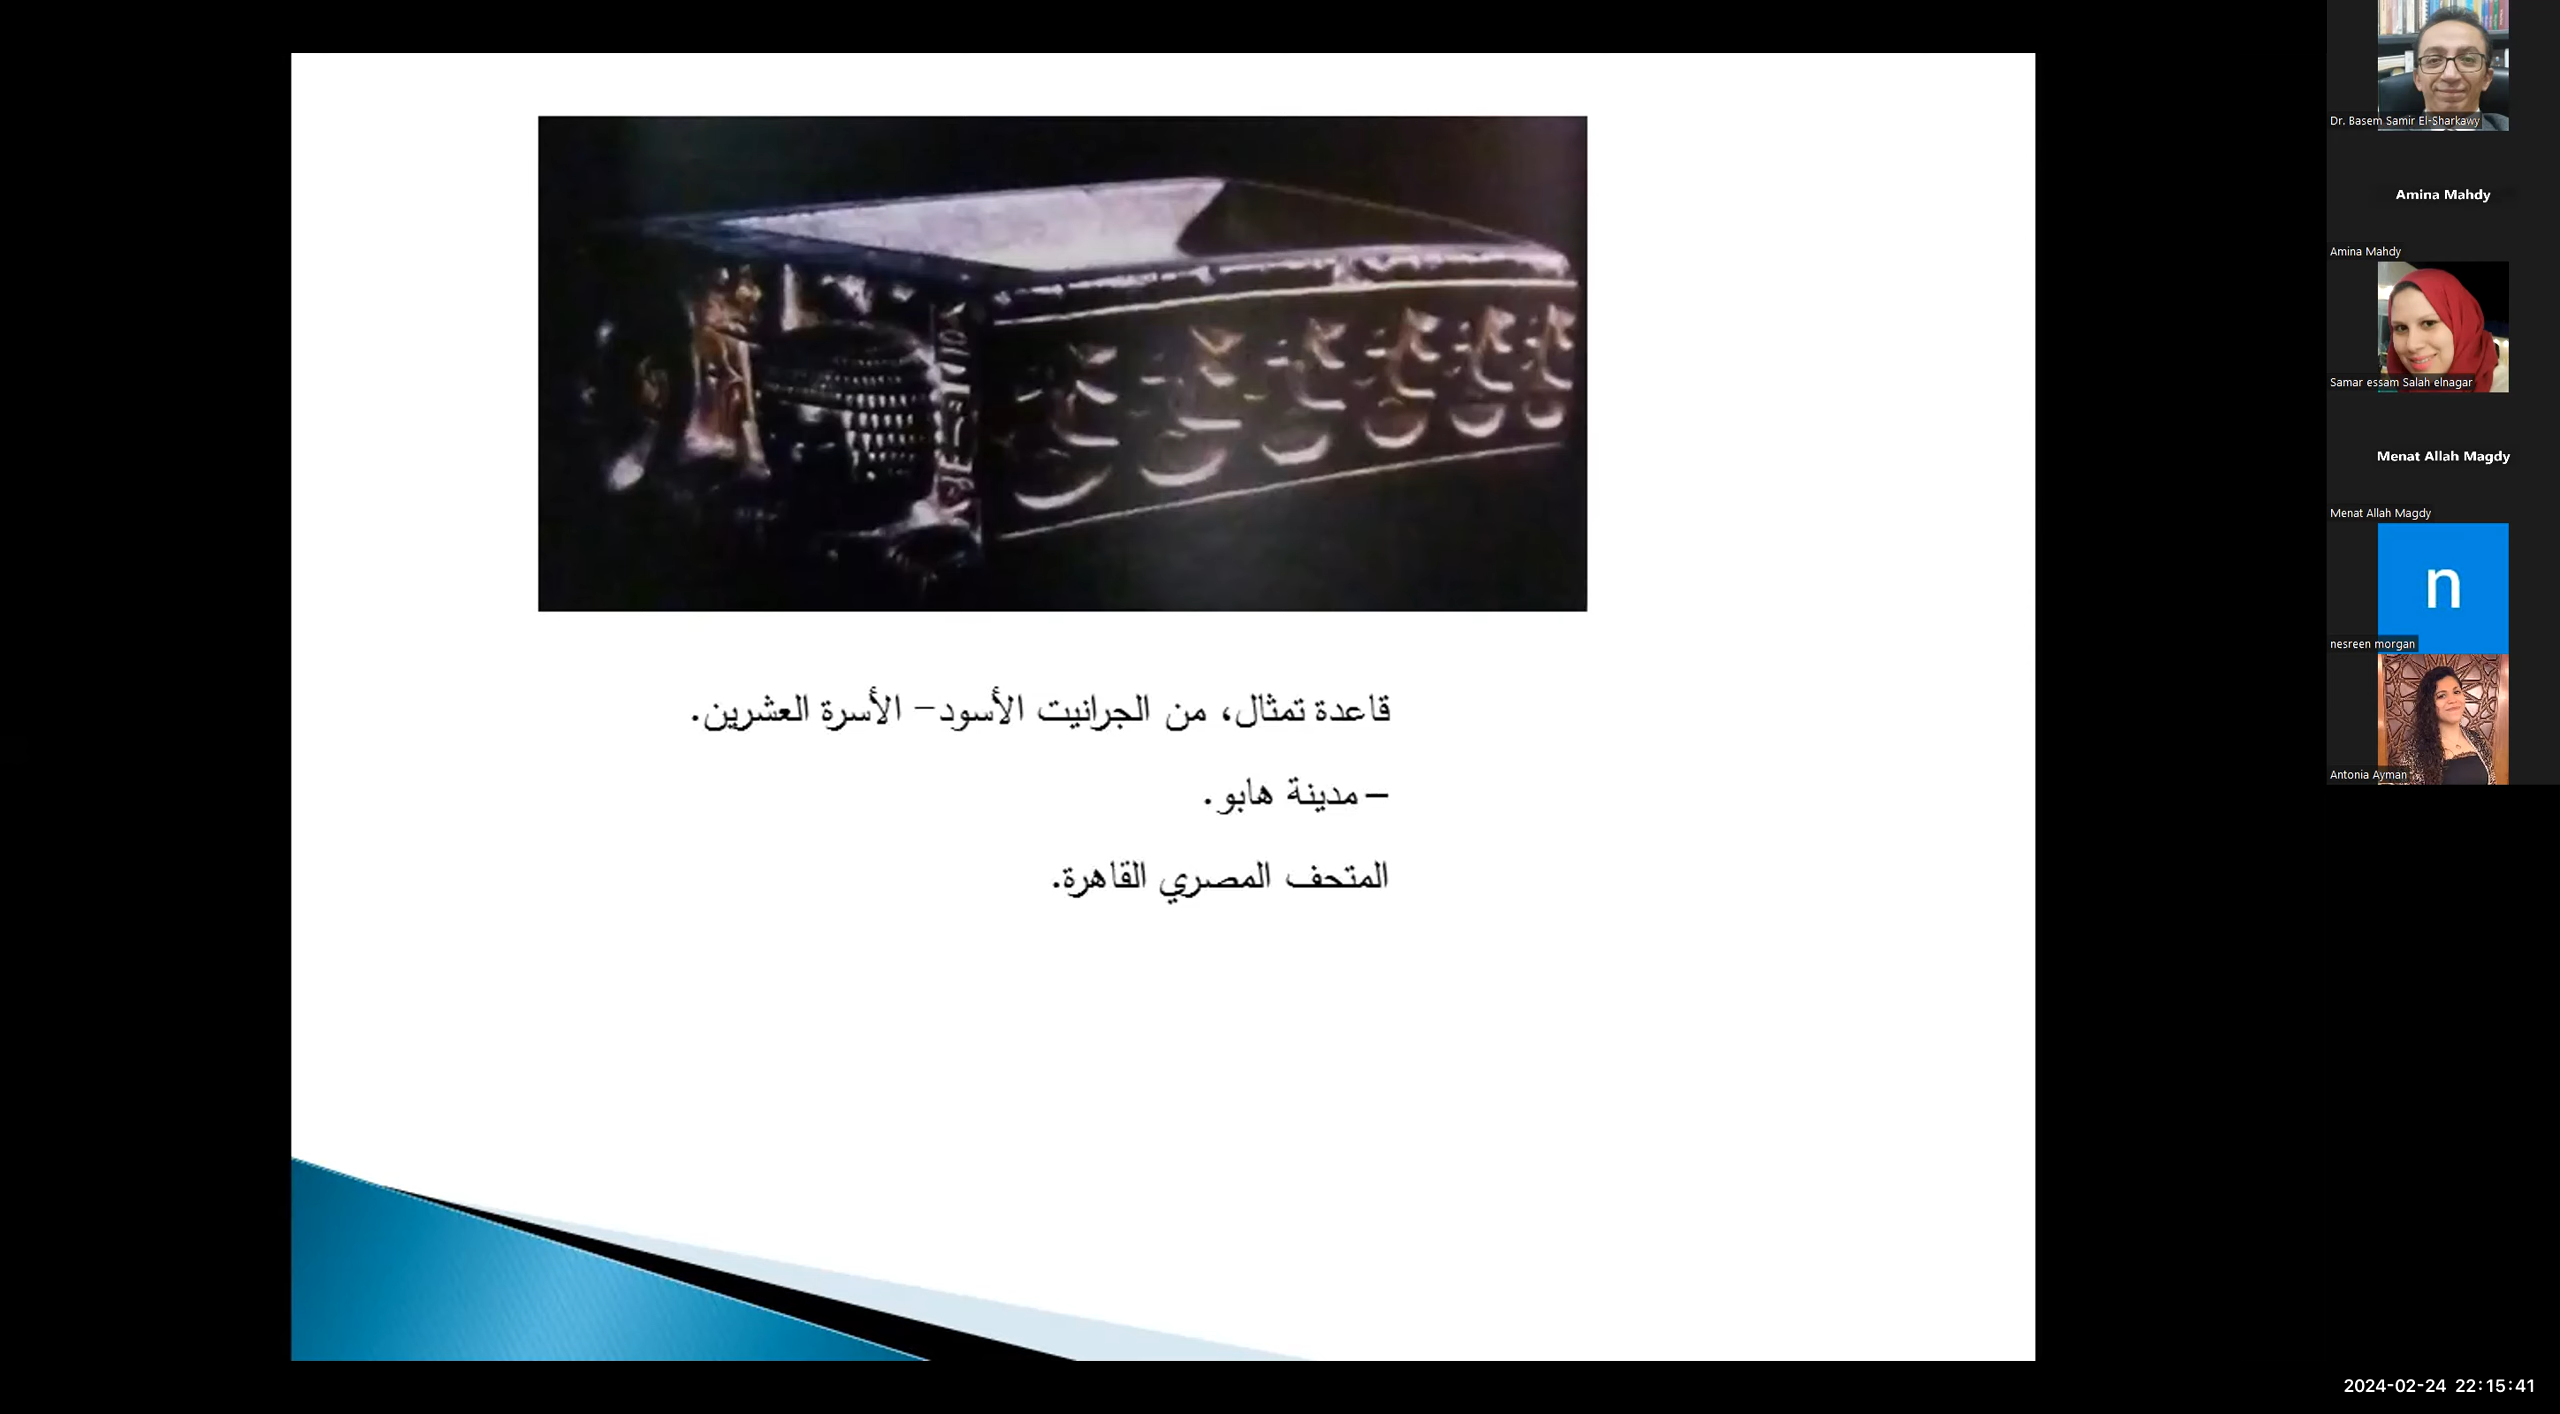 قاعدة تمثال، من الجرانيت الأسود– الأسرة العشرين.
– مدينة هابو.
المتحف المصري القاهرة.
Dr. Basem Samir El-Sharkawy
Amina Mahdy
Amina Mahdy
Samar essam Salah elnagar
Menat Allah Magdy
Menat Allah Magdy
n
nesreen morgan
Antonia Ayman
2024-02-24 22:15:41